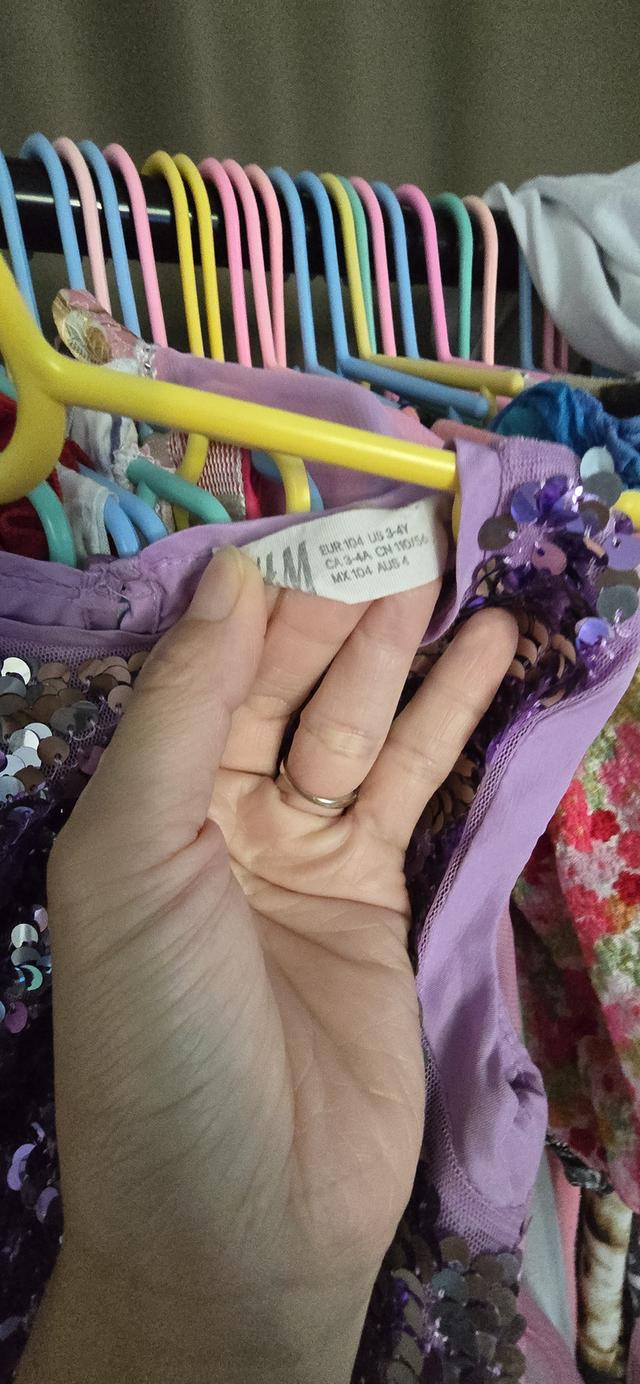 H&M
EUR 104 US 3-4Y
CA 3-4A CN 110/56
MX 104 AUS 4